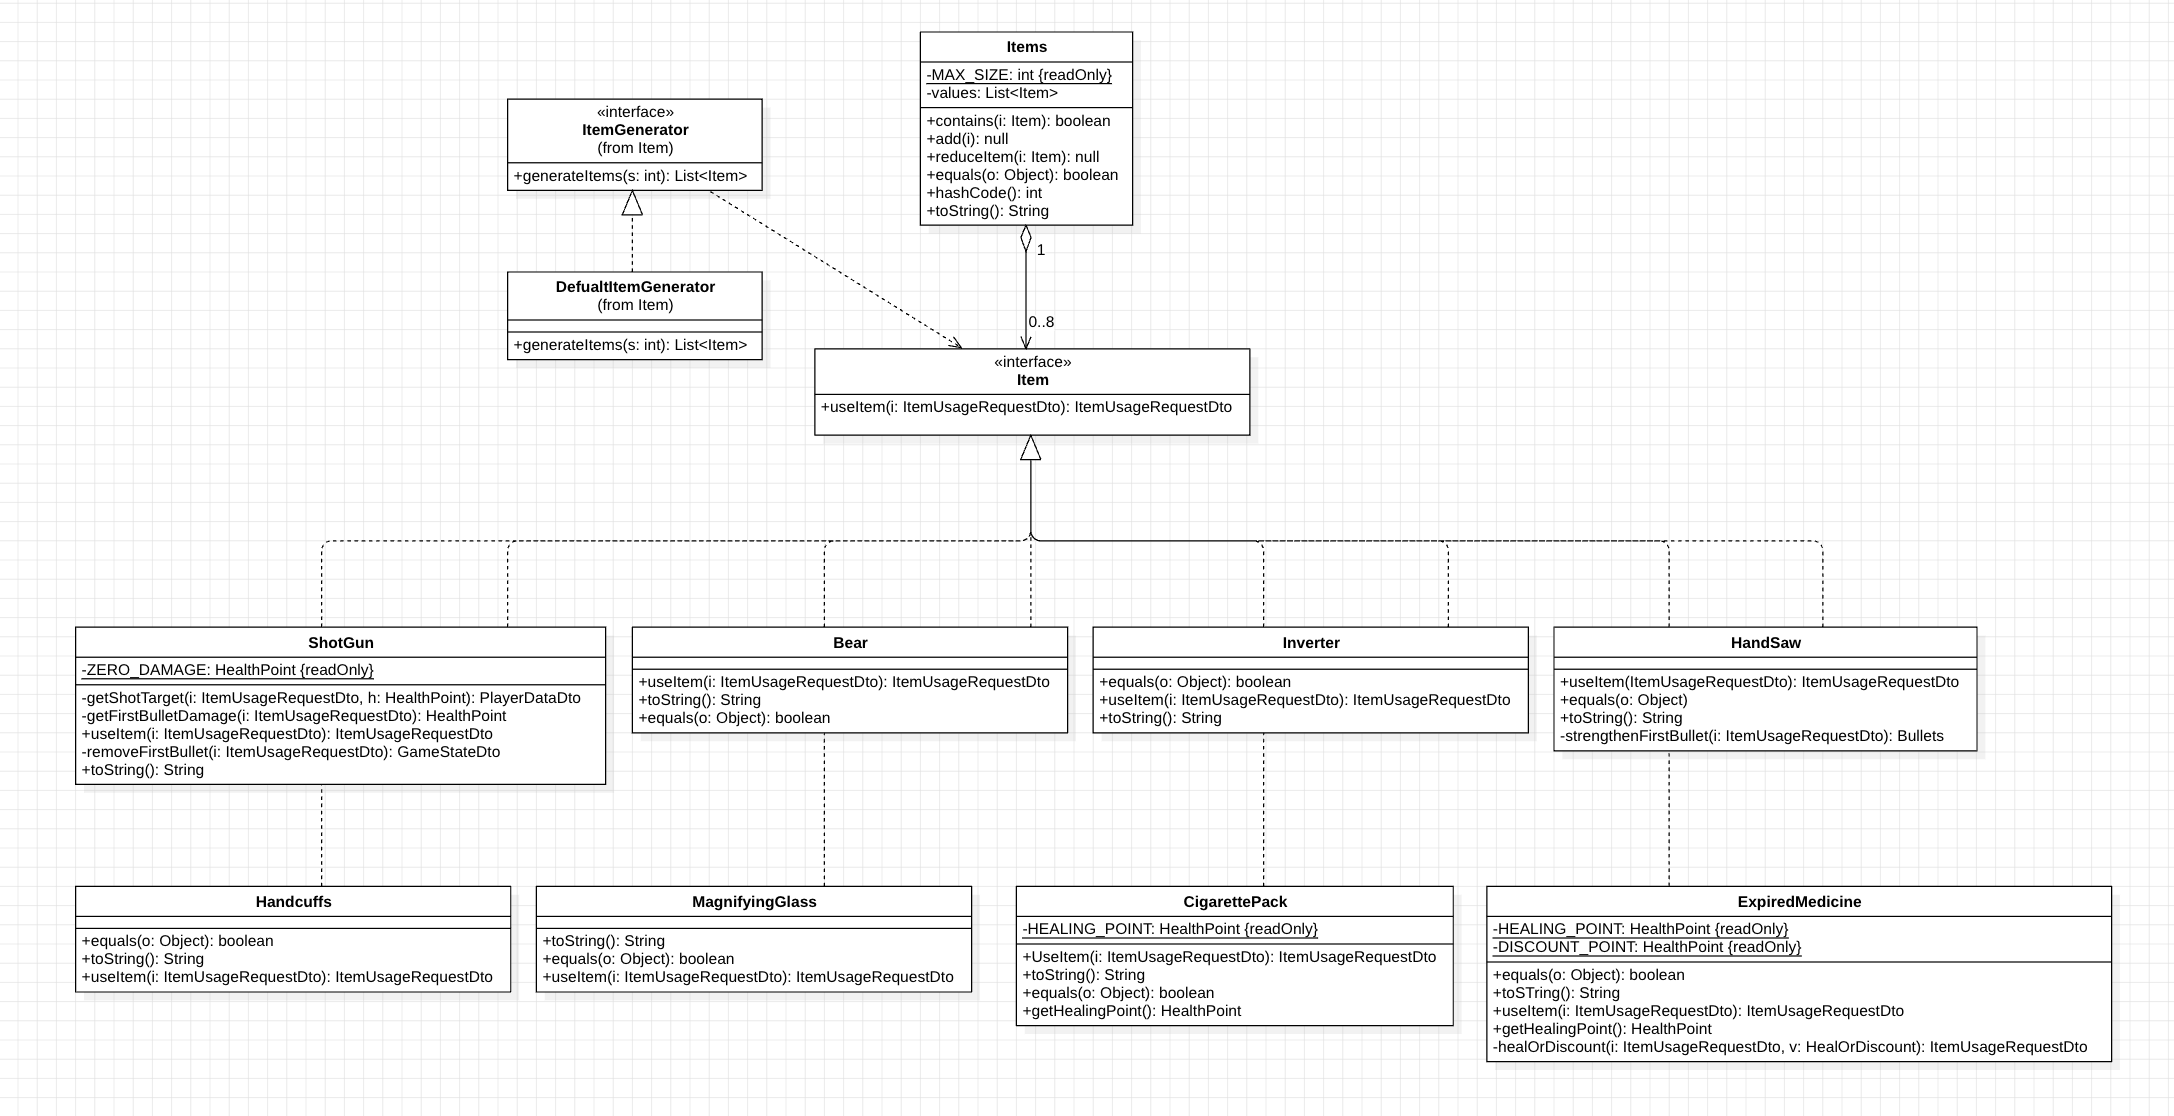 Items
-MAX_SIZE: int {readOnly}
-values: List<Item>
+contains(i: Item): boolean
+add(i): null
+reduceItem(i: Item): null
+equals(o: Object): boolean
+hashCode(): int
+toString(): String
«interface»
ItemGenerator
(from Item)
+generateItems(s: int): List<Item>
1
0..8
DefualtItemGenerator
(from Item)
+generateItems(s: int): List<Item>
«interface»
Item
+useItem(i: ItemUsageRequestDto): ItemUsageRequestDto
ShotGun
-ZERO_DAMAGE: HealthPoint {readOnly}
-getShotTarget(i: ItemUsageRequestDto, h: HealthPoint): PlayerDataDto
-getFirstBulletDamage(i: ItemUsageRequestDto): HealthPoint
+useItem(i: ItemUsageRequestDto): ItemUsageRequestDto
-removeFirstBullet(i: ItemUsageRequestDto): GameStateDto
+toString(): String
Bear
+useItem(i: ItemUsageRequestDto): ItemUsageRequestDto
+toString(): String
+equals(o: Object): boolean
Inverter
+equals(o: Object): boolean
+useItem(i: ItemUsageRequestDto): ItemUsageRequestDto
+toString(): String
HandSaw
+useItem(ItemUsageRequestDto): ItemUsageRequestDto
+equals(o: Object)
+toString(): String
-strengthenFirstBullet(i: ItemUsageRequestDto): Bullets
Handcuffs
+equals(o: Object): boolean
+toString(): String
+useItem(i: ItemUsageRequestDto): ItemUsageRequestDto
MagnifyingGlass
+toString(): String
+equals(o: Object): boolean
+useItem(i: ItemUsageRequestDto): ItemUsageRequestDto
CigarettePack
-HEALING_POINT: HealthPoint {readOnly}
+UseItem(i: ItemUsageRequestDto): ItemUsageRequestDto
+toString(): String
+equals(o: Object): boolean
+getHealingPoint(): HealthPoint
ExpiredMedicine
-HEALING_POINT: HealthPoint {readOnly}
-DISCOUNT_POINT: HealthPoint {readOnly}
+equals(o: Object): boolean
+toSTring(): String
+useItem(i: ItemUsageRequestDto): ItemUsageRequestDto
+getHealingPoint(): HealthPoint
-healOrDiscount(i: ItemUsageRequestDto, v: HealOrDiscount): ItemUsageRequestDto